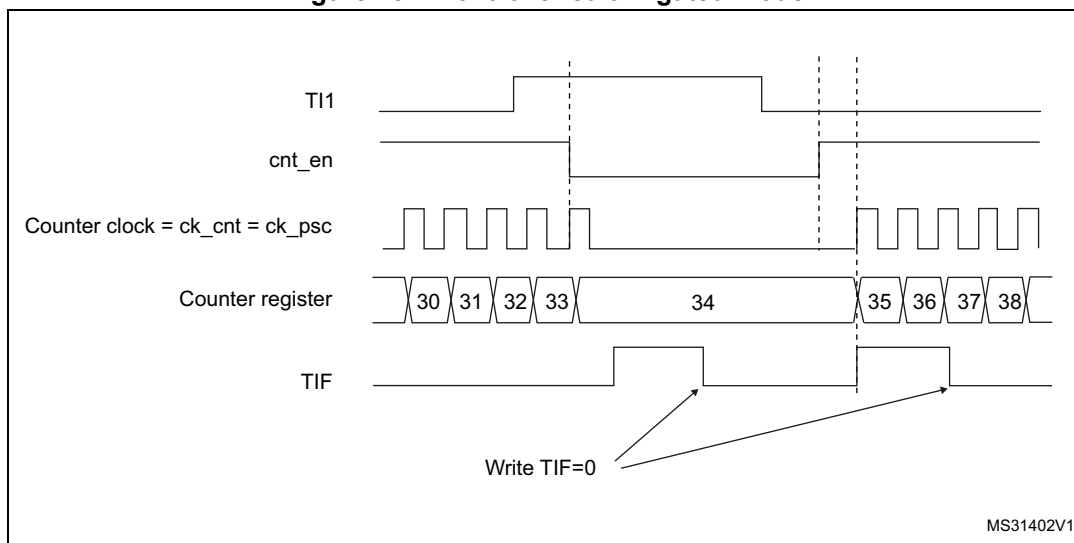 TI1
cnt_en
Counter clock = ck_cnt = ck_psc
Counter register
30 31 32 33 34 35 36 37 38
TIF
Write TIF=0
MS31402V1